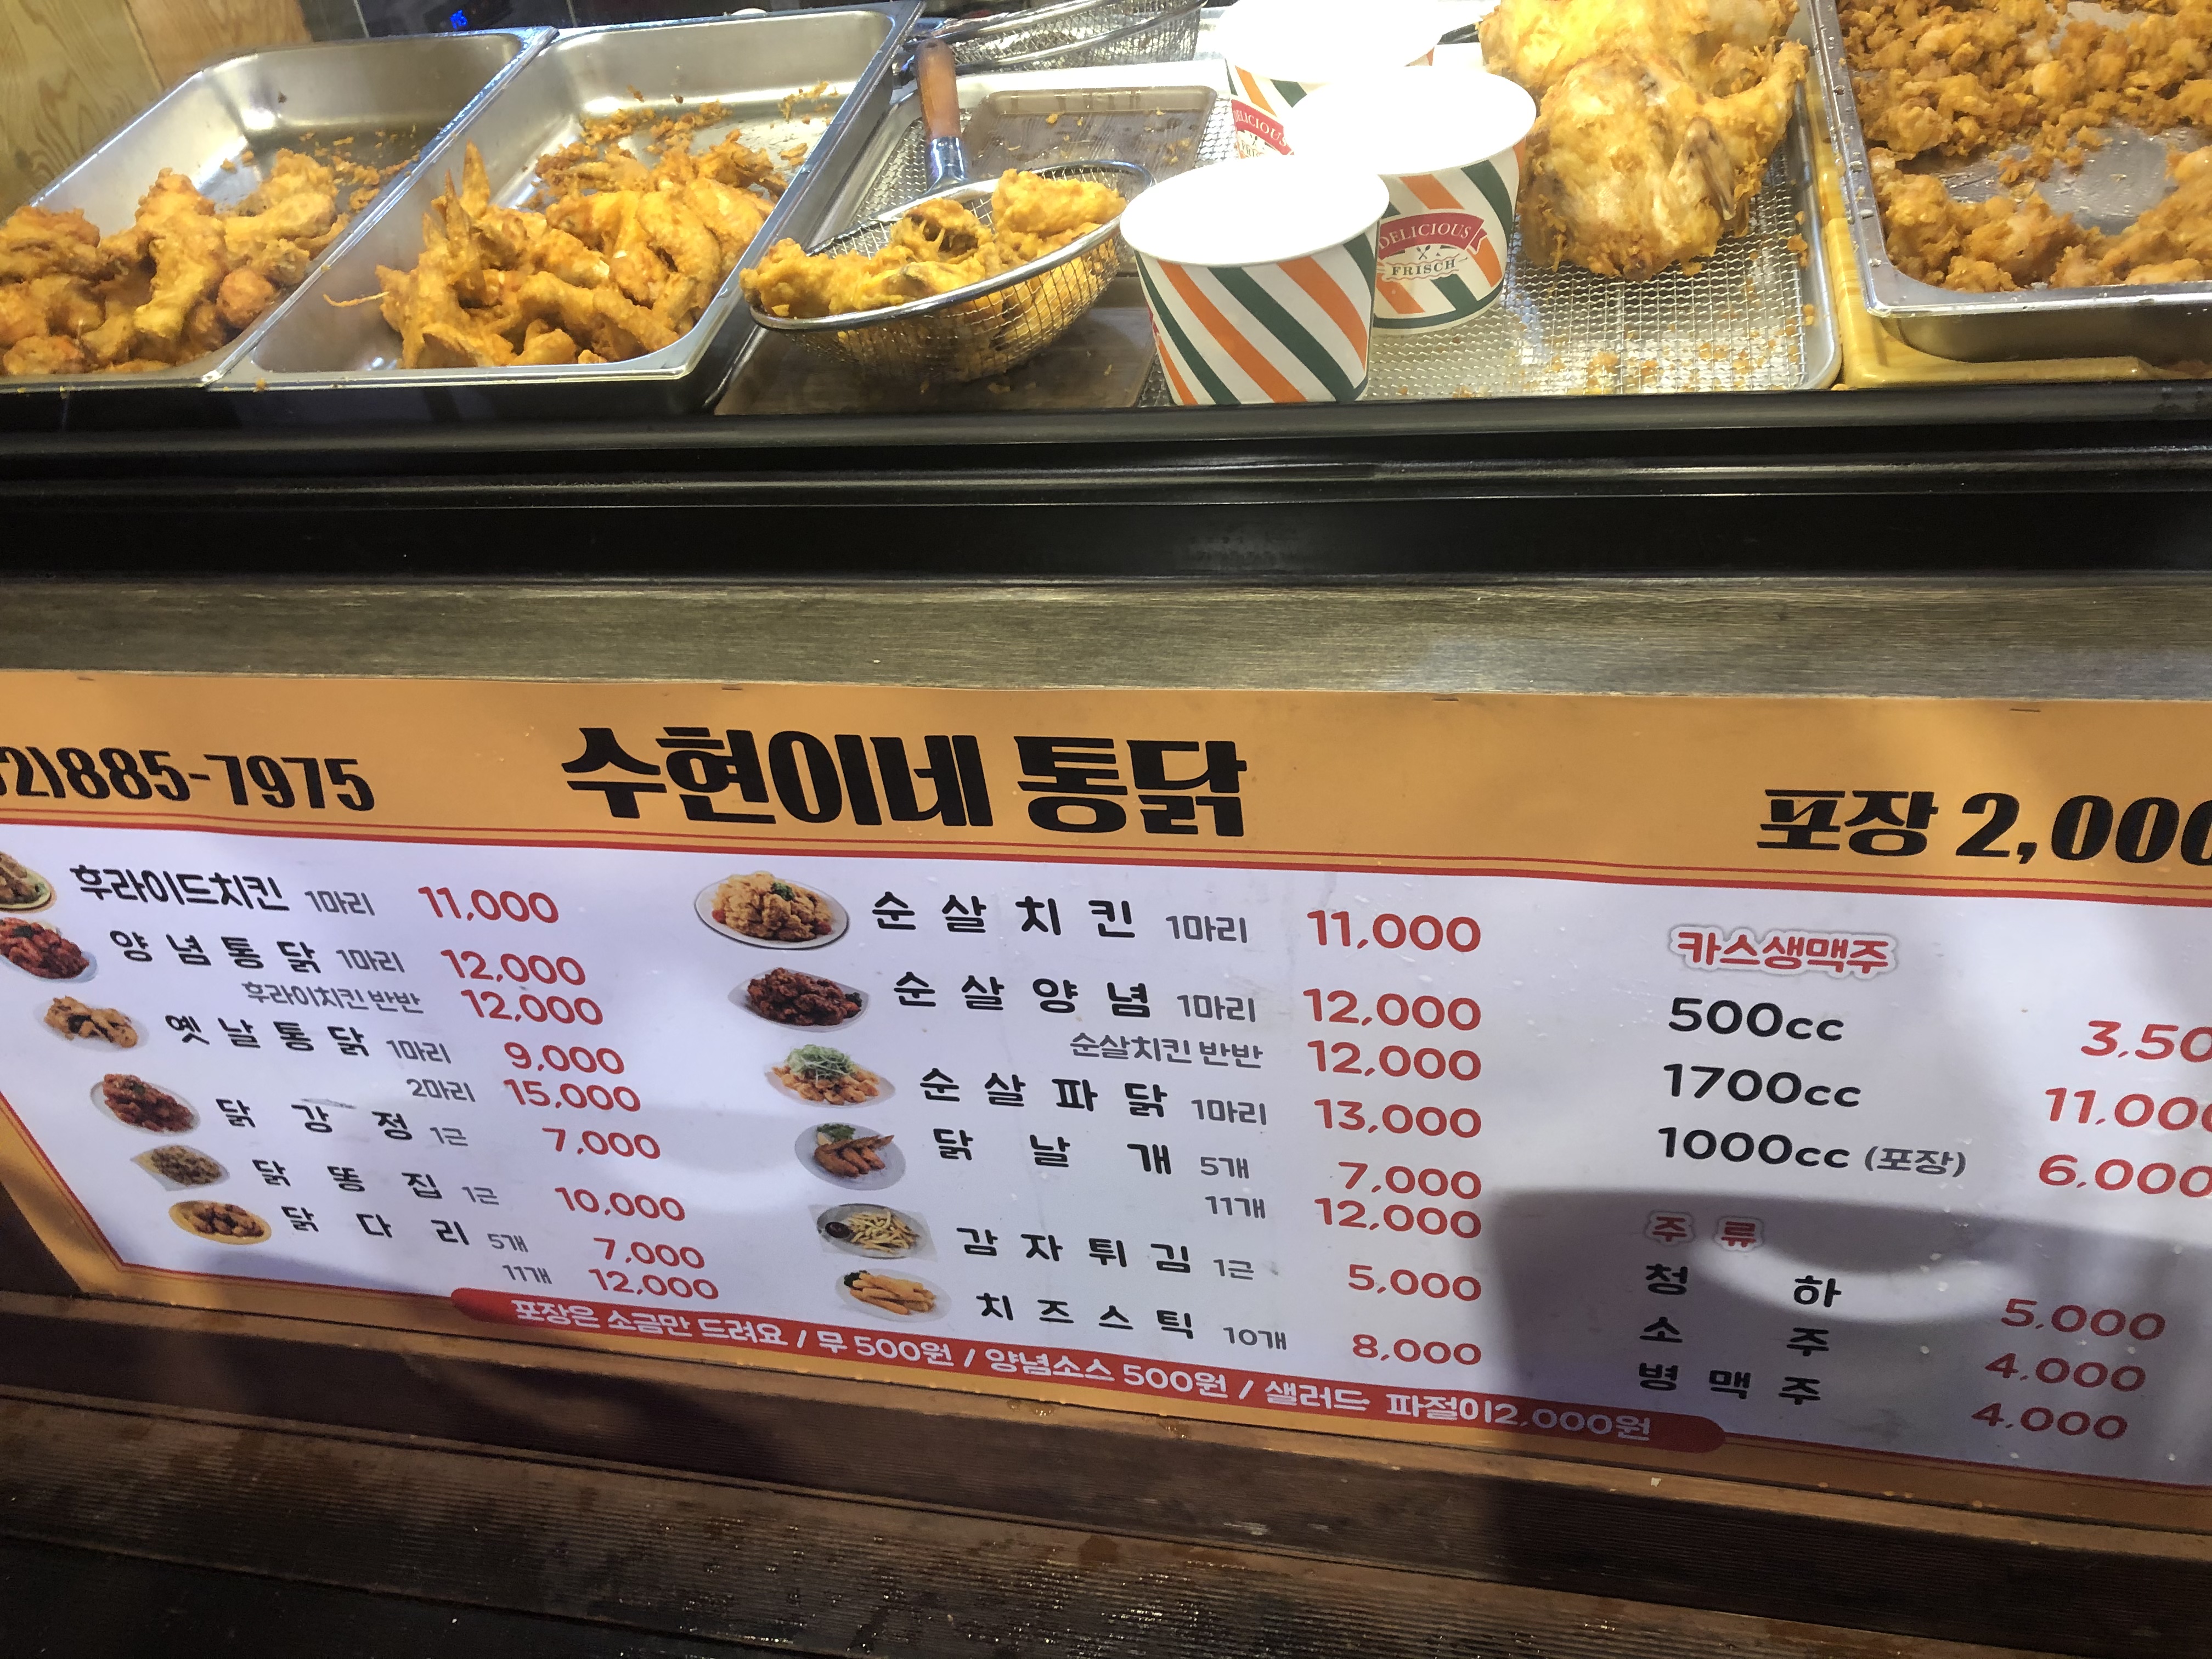 DELICIOUS
FRISCH
DELICIOUS
2)885-7975
수현이네 통닭
포장 2,000
후라이드치킨 1마리 11,000
양념통닭 1마리 12,000
후라이치킨반반 12,000
옛날통닭 1마리 9,000
2마리 15,000
닭강정 1근 7,000
닭똥집 1근 10,000
닭다리 5개 7,000
11개 12,000
순살치킨 1마리 11,000
순살양념 1마리 12,000
순살치킨 반반 12,000
순살파닭 1마리 13,000
닭날개 5개 7,000
11개 12,000
감자튀김 1근 5,000
치즈스틱 10개 8,000
카스생맥주
500cc 3,50
1700cc 11,000
1000cc (포장) 6,000
주류
청하 5,000
소주 4,000
병맥주 4,000
포장은 소금만 드려요 / 무 500원 / 양념소스 500원 / 샐러드 파절이2,000원